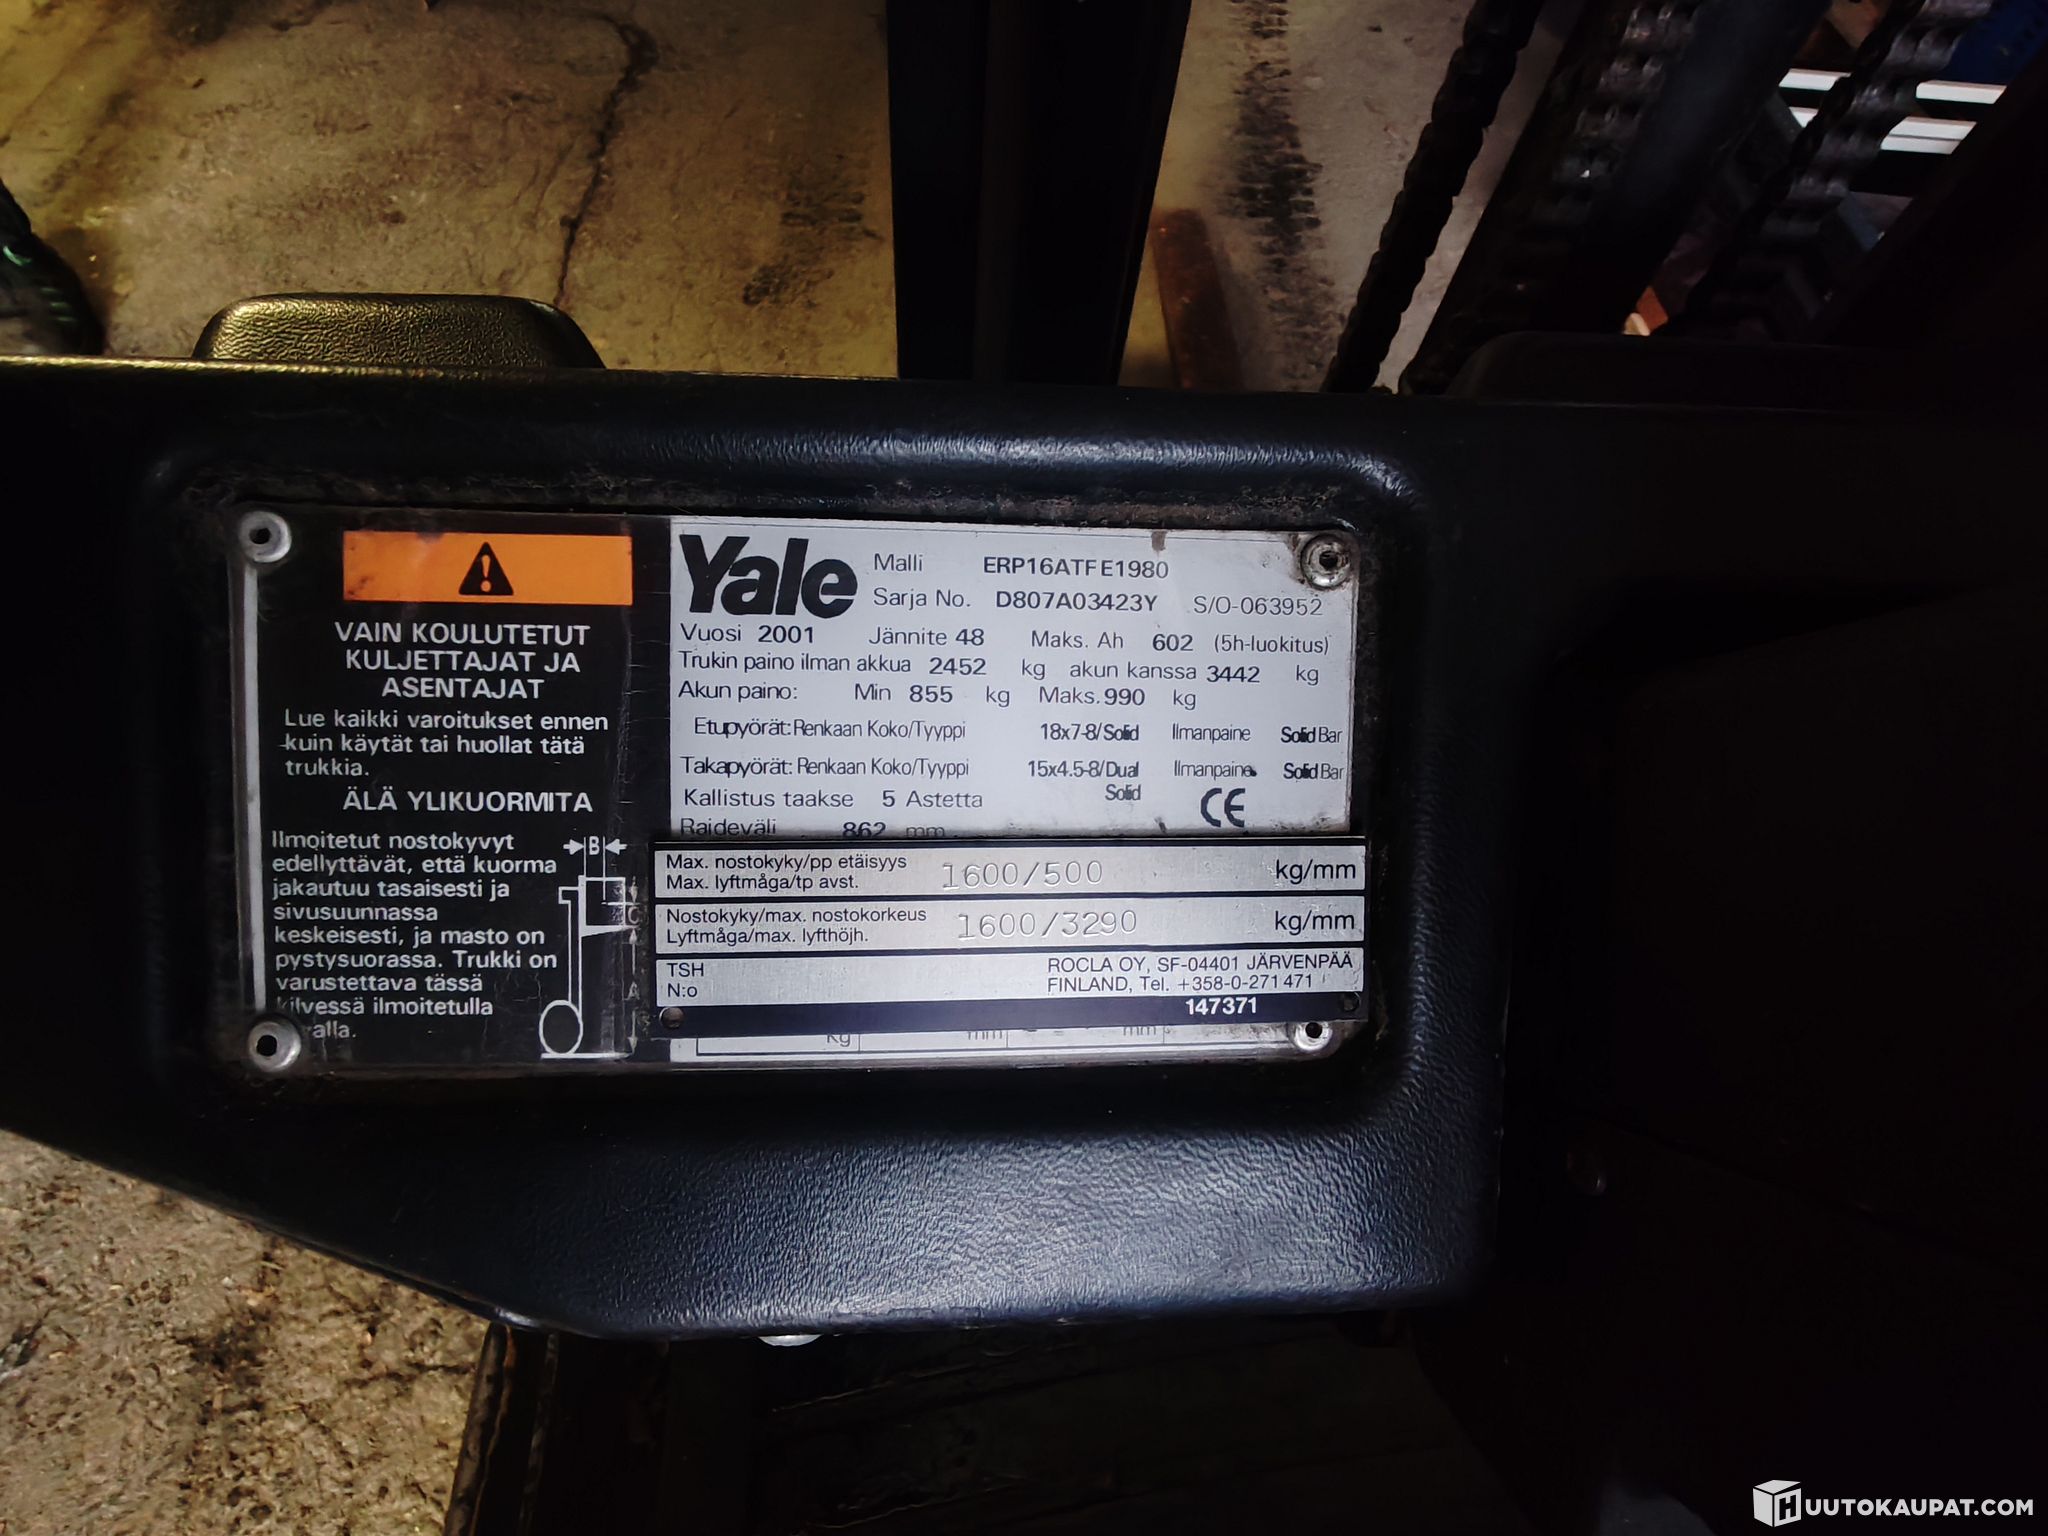 VAIN KOULUTETUT
KULJETTAJAT JA
ASENTAJAT
Lue kaikki varoitukset ennen
kuin käytät tai huollat tätä
trukkia.
ÄLÄ YLIKUORMITA
Ilmoitetut nostokyvyt
edellyttävät, että kuorma
jakautuu tasaisesti ja
sivusuunnassa
keskeisesti, ja masto on
pystysuorassa. Trukki on
varustettava tässä
kilvessä ilmoitetulla
B
C
A
Yale
Malli ERP16ATF E1980
Sarja No. D807A03423Y S/O-063952
Vuosi 2001 Jännite 48 Maks. Ah 602 (5h-luokitus)
Trukin paino ilman akkua 2452 kg akun kanssa 3442 kg
Akun paino: Min 855 kg Maks. 990 kg
Etupyörät: Renkaan Koko/Tyyppi 18x7-8/Solid Ilmanpaine Solid Bar
Takapyörät: Renkaan Koko/Tyyppi 15x4.5-8/Dual Ilmanpaine Solid Bar
Solid
Kallistus taakse 5 Astetta CE
Raideväli 862 mm
Max. nostokyky/pp etäisyys 1600/500 kg/mm
Max. lyftmåga/tp avst.
Nostokyky/max. nostokorkeus 1600/3290 kg/mm
Lyftmåga/max. lyfthöjh.
TSH ROCLA OY, SF-04401 JÄRVENPÄÄ
N:o FINLAND, Tel. +358-0-271 471
147371
Kg mm mm
HUUTOKAUPAT.COM